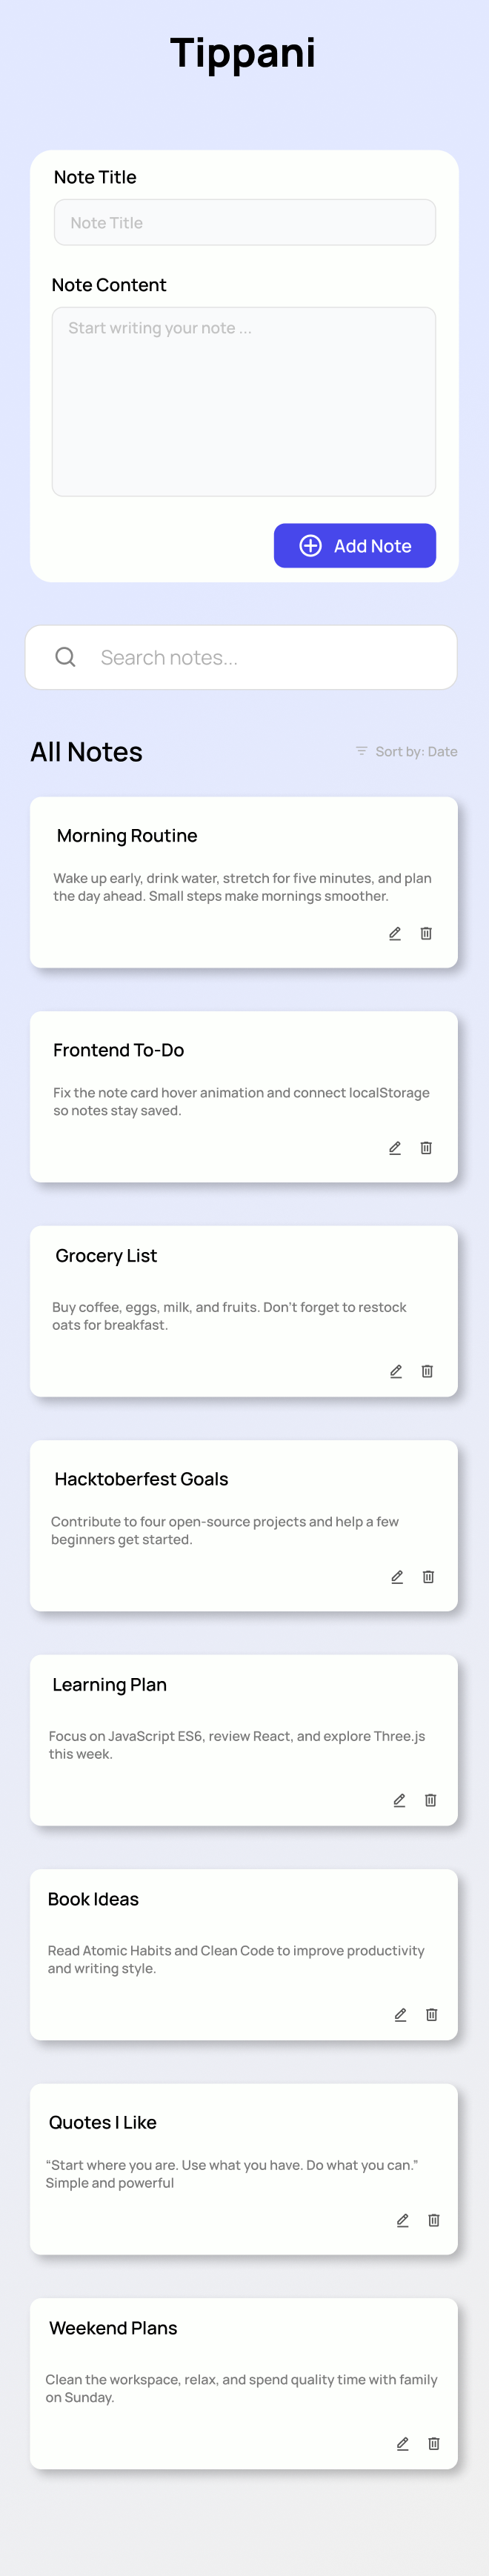 Tippani
Note Title
Note Title
Note Content
Start writing your note ...
Add Note
Search notes...
All Notes
Sort by: Date
Morning Routine
Wake up early, drink water, stretch for five minutes, and plan
the day ahead. Small steps make mornings smoother.
Frontend To-Do
Fix the note card hover animation and connect localStorage
so notes stay saved.
Grocery List
Buy coffee, eggs, milk, and fruits. Don't forget to restock
oats for breakfast.
Hacktoberfest Goals
Contribute to four open-source projects and help a few
beginners get started.
Learning Plan
Focus on JavaScript ES6, review React, and explore Three.js
this week.
Book Ideas
Read Atomic Habits and Clean Code to improve productivity
and writing style.
Quotes I Like
“Start where you are. Use what you have. Do what you can.”
Simple and powerful
Weekend Plans
Clean the workspace, relax, and spend quality time with family
on Sunday.